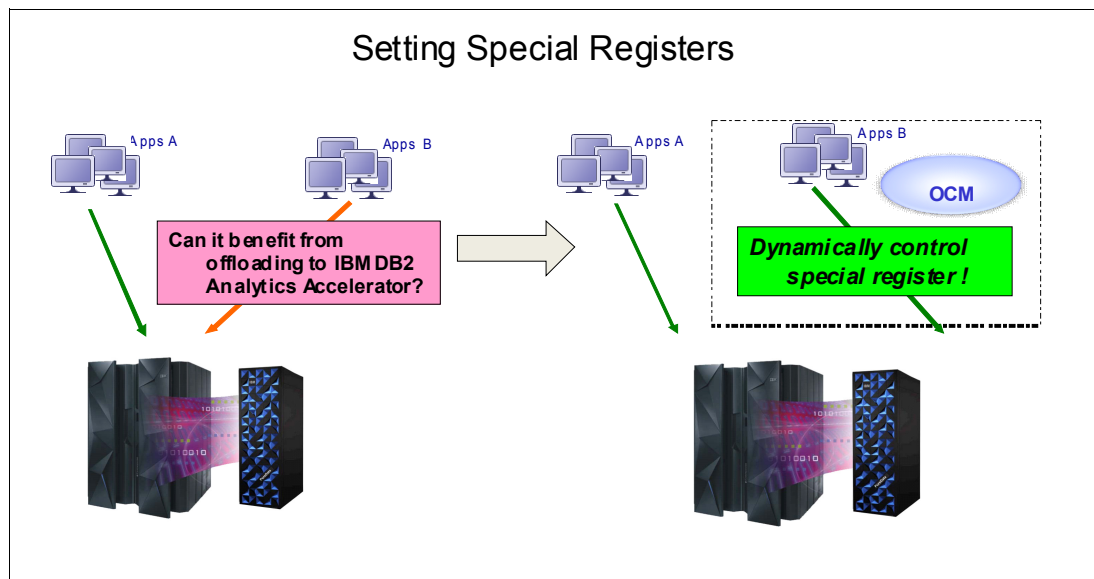 Setting Special Registers
Apps A
Apps B
Can it benefit from
offloading to IBM DB2
Analytics Accelerator?
Apps A
Apps B
OCM
Dynamically control
special register !